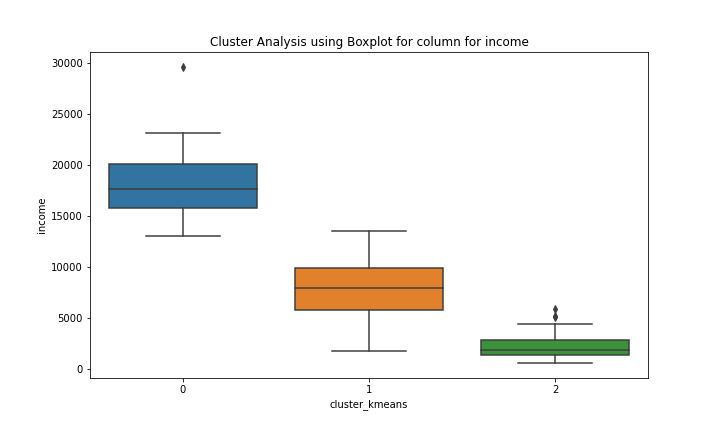 Cluster Analysis using Boxplot for column for income
30000
25000
20000
15000
10000
5000
0
income
0 1 2
cluster_kmeans